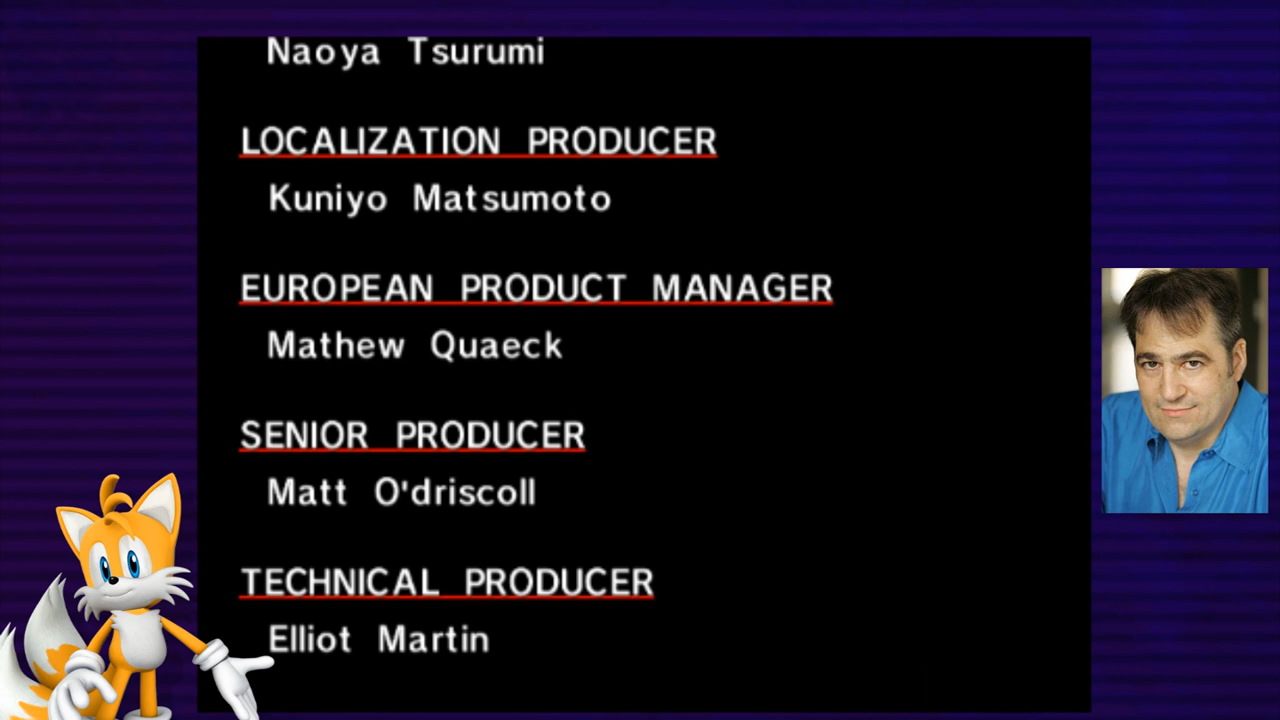 Naoya Tsurumi
LOCALIZATION PRODUCER
Kuniyo Matsumoto
EUROPEAN PRODUCT MANAGER
Mathew Quaeck
SENIOR PRODUCER
Matt O'driscoll
TECHNICAL PRODUCER
Elliot Martin